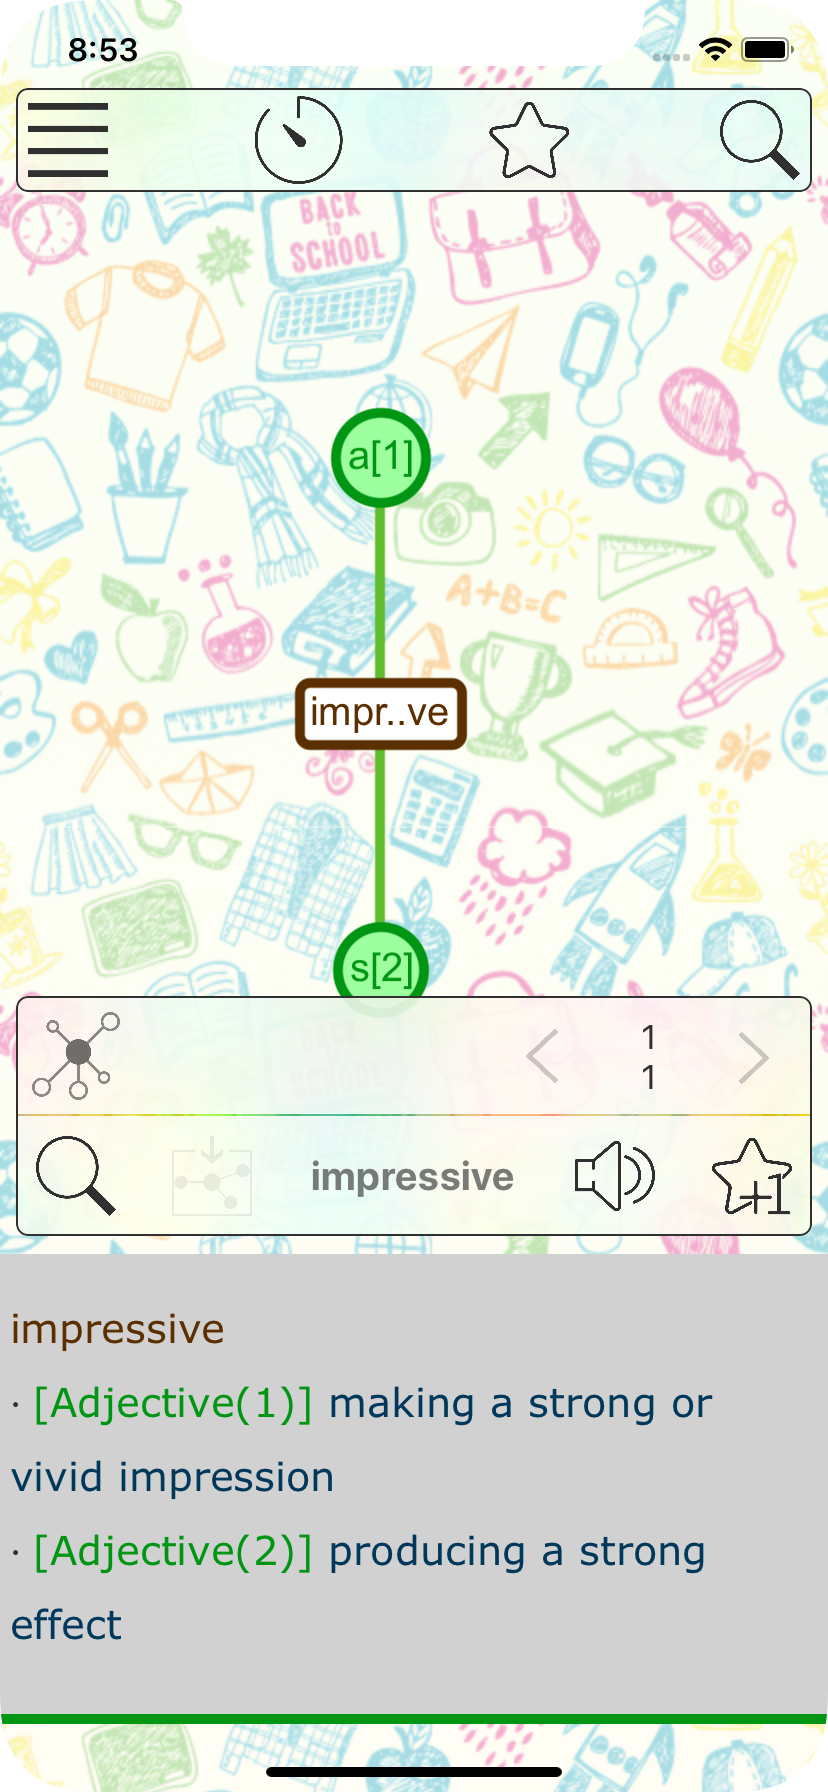 8:53
BACK
to
SCHOOL
a[1]
A+B=C
impr..ve
s[2]
1
1
impressive
+1
impressive
· [Adjective(1)] making a strong or
vivid impression
· [Adjective(2)] producing a strong
effect